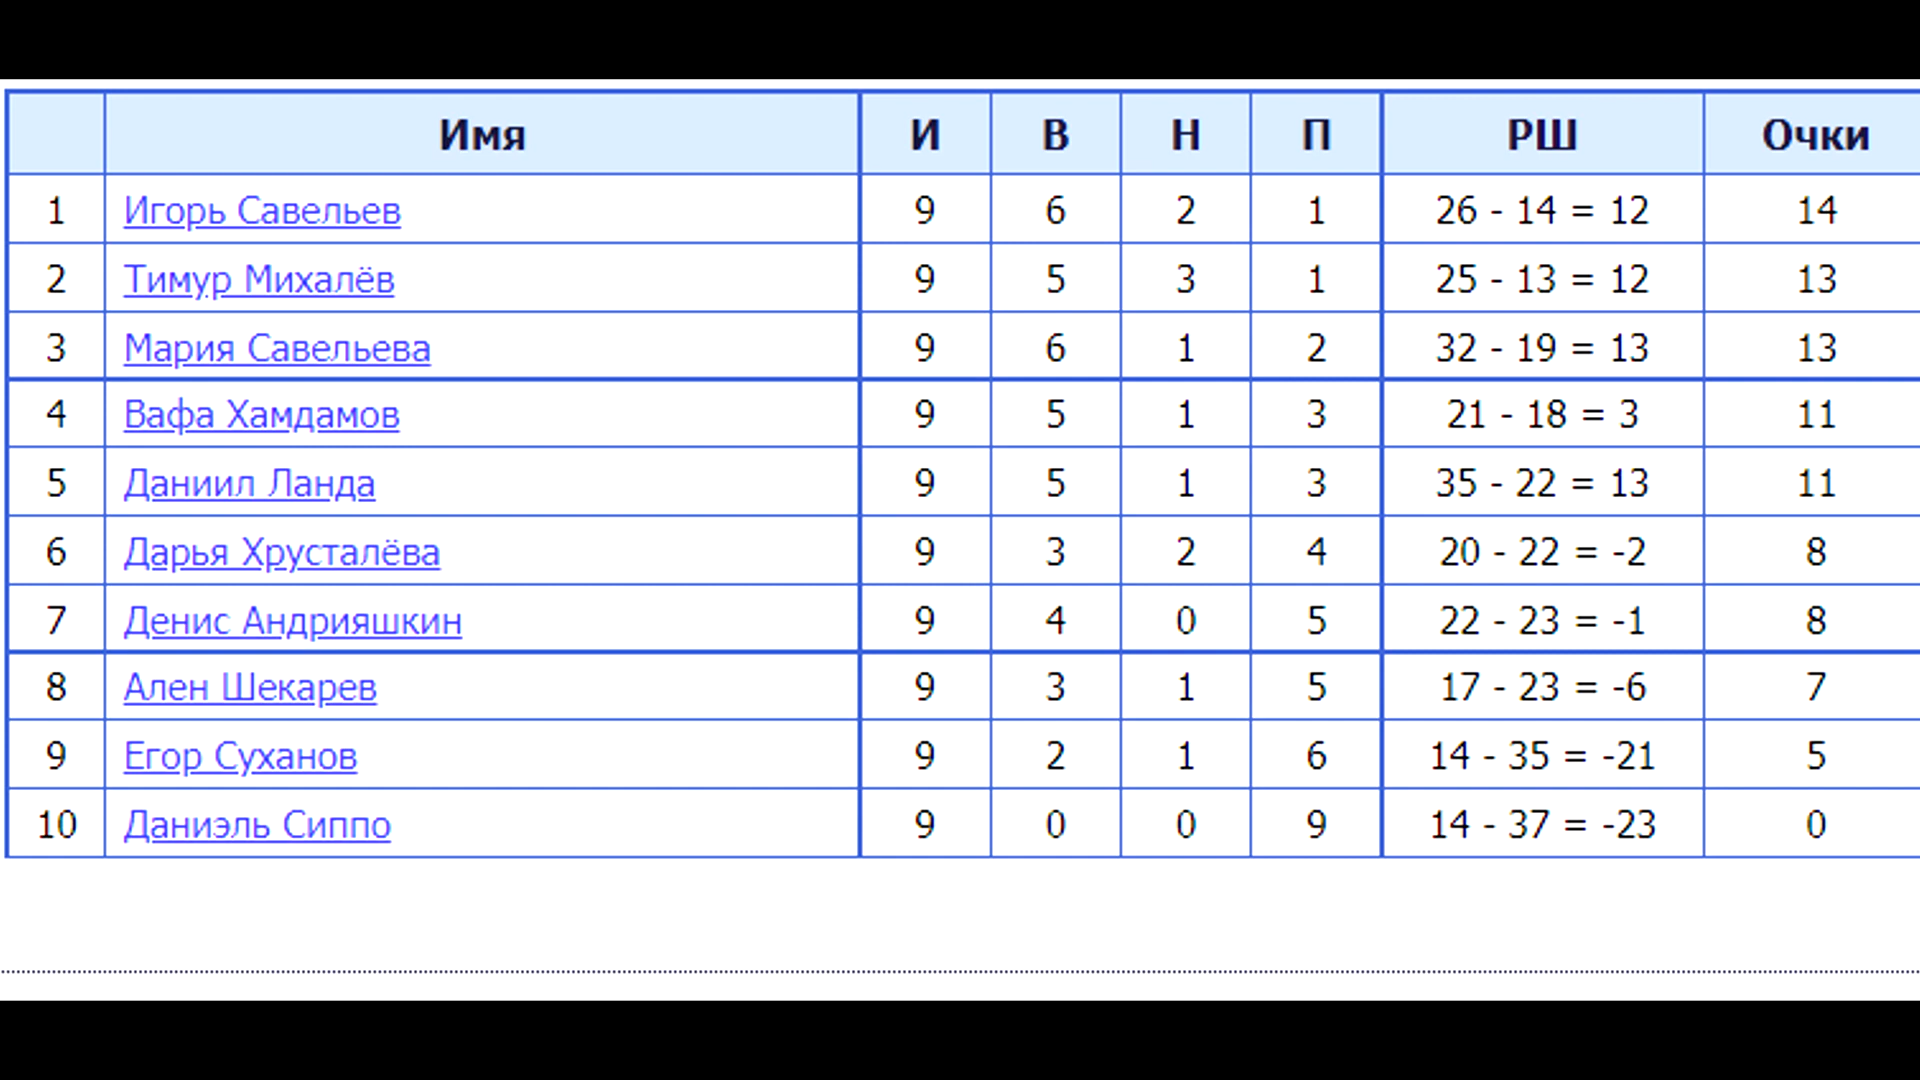 Имя И В Н П РШ Очки
1 Игорь Савельев 9 6 2 1 26 - 14 = 12 14
2 Тимур Михалёв 9 5 3 1 25 - 13 = 12 13
3 Мария Савельева 9 6 1 2 32 - 19 = 13 13
4 Вафа Хамдамов 9 5 1 3 21 - 18 = 3 11
5 Даниил Ланда 9 5 1 3 35 - 22 = 13 11
6 Дарья Хрусталёва 9 3 2 4 20 - 22 = -2 8
7 Денис Андрияшкин 9 4 0 5 22 - 23 = -1 8
8 Ален Шекарев 9 3 1 5 17 - 23 = -6 7
9 Егор Суханов 9 2 1 6 14 - 35 = -21 5
10 Даниэль Сиппо 9 0 0 9 14 - 37 = -23 0